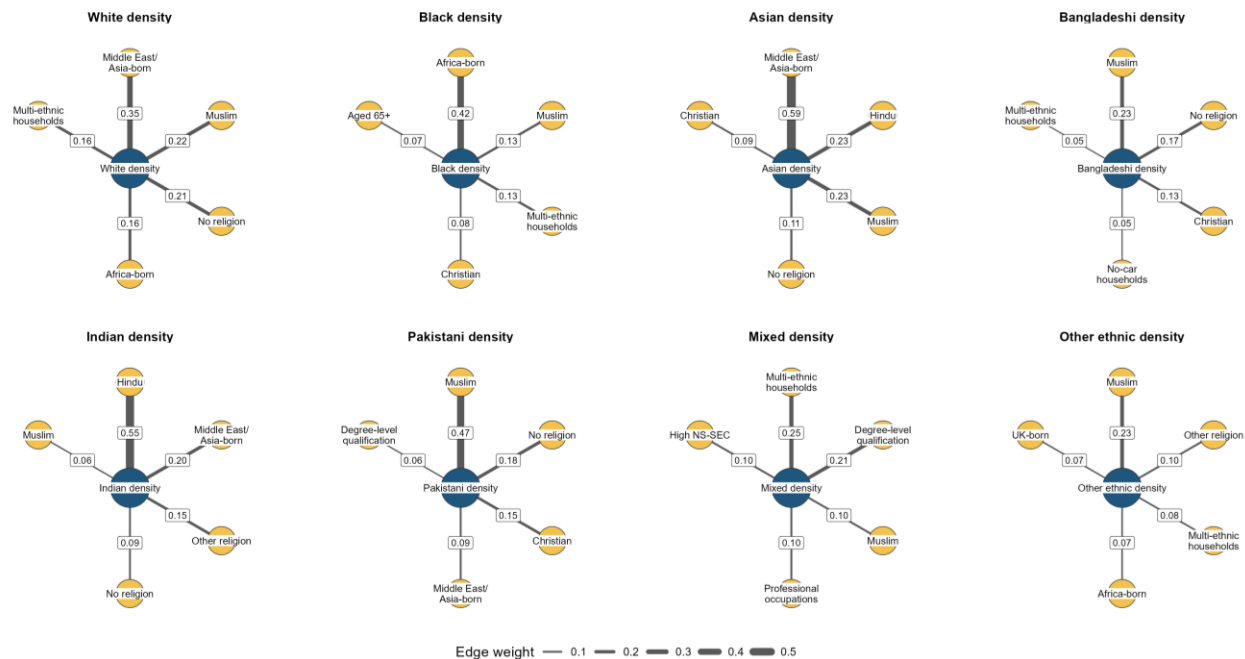 White density
Black density
Asian density
Bangladeshi density
Middle East/
Asia-born
Multi-ethnic
households
Muslim
0.35
0.16
0.22
White density
0.21
0.16
No religion
Africa-born
Africa-born
Aged 65+
Muslim
0.42
0.07
0.13
Black density
0.13
0.08
Multi-ethnic
households
Christian
Middle East/
Asia-born
Christian
Hindu
0.59
0.09
0.23
Asian density
0.23
0.11
Muslim
No religion
Muslim
Multi-ethnic
households
No religion
0.23
0.05
0.17
Bangladeshi density
0.13
0.05
Christian
No-car
households
Indian density
Pakistani density
Mixed density
Other ethnic density
Hindu
Muslim
Middle East/
Asia-born
0.55
0.06
0.20
Indian density
0.15
0.09
Other religion
No religion
Muslim
Degree-level
qualification
No religion
0.47
0.06
0.18
Pakistani density
0.15
0.09
Christian
Middle East/
Asia-born
Multi-ethnic
households
High NS-SEC
Degree-level
qualification
0.25
0.10
0.21
Mixed density
0.10
0.10
Muslim
Professional
occupations
Muslim
UK-born
Other religion
0.23
0.07
0.10
Other ethnic density
0.08
0.07
Multi-ethnic
households
Africa-born
Edge weight 0.1 0.2 0.3 0.4 0.5